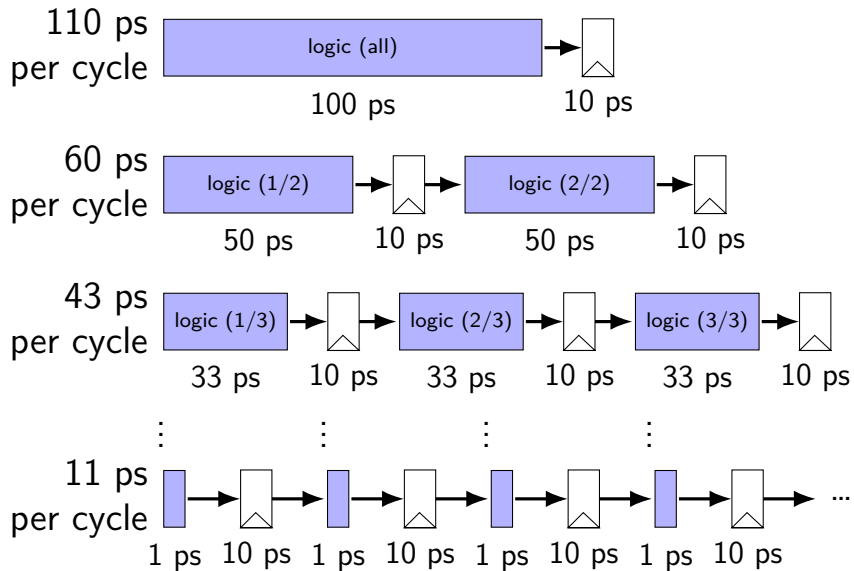 110 ps
per cycle
logic (all)
100 ps
10 ps
60 ps
per cycle
logic (1/2)
logic (2/2)
50 ps
10 ps
50 ps
10 ps
43 ps
per cycle
logic (1/3)
logic (2/3)
logic (3/3)
33 ps
10 ps
33 ps
10 ps
33 ps
10 ps
11 ps
per cycle
...
1 ps
10 ps
1 ps
10 ps
1 ps
10 ps
1 ps
10 ps